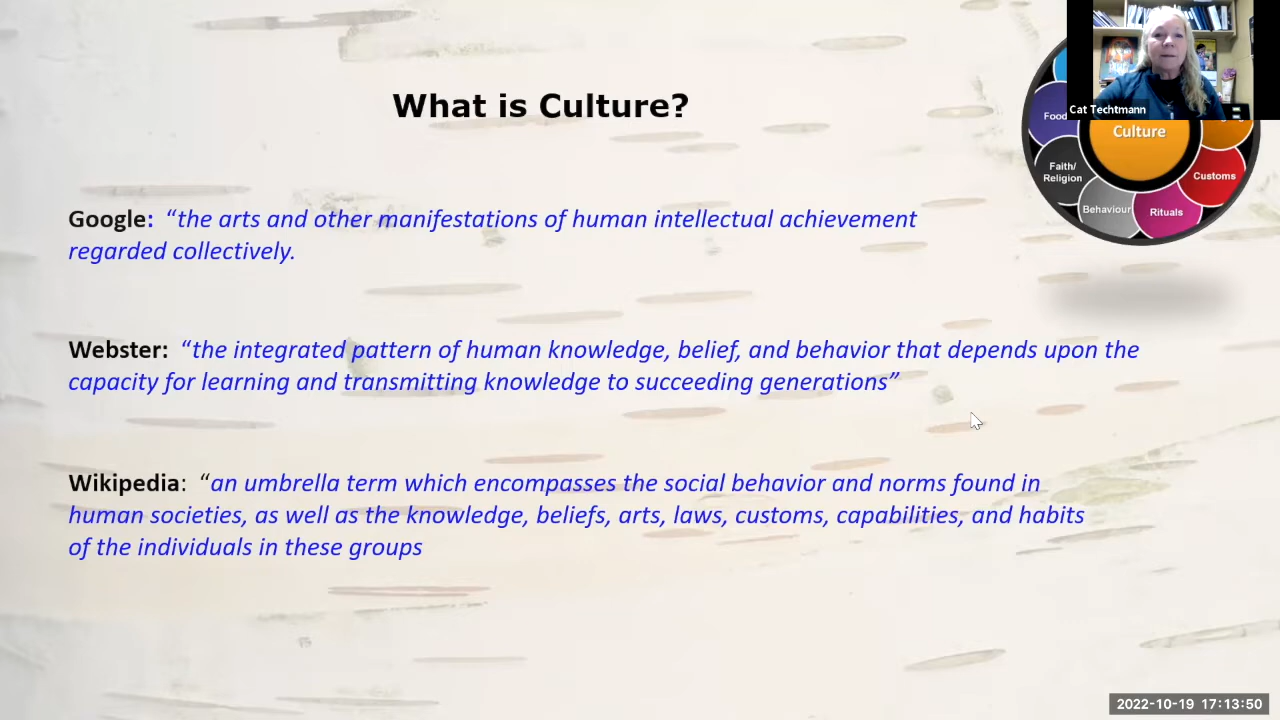 What is Culture?
Google: “the arts and other manifestations of human intellectual achievement
regarded collectively.
Webster: “the integrated pattern of human knowledge, belief, and behavior that depends upon the
capacity for learning and transmitting knowledge to succeeding generations”
Wikipedia: “an umbrella term which encompasses the social behavior and norms found in
human societies, as well as the knowledge, beliefs, arts, laws, customs, capabilities, and habits
of the individuals in these groups
Cat Techtmann
Culture
Faith/
Religion
Customs
Behaviour
Rituals
2022-10-19 17:13:50